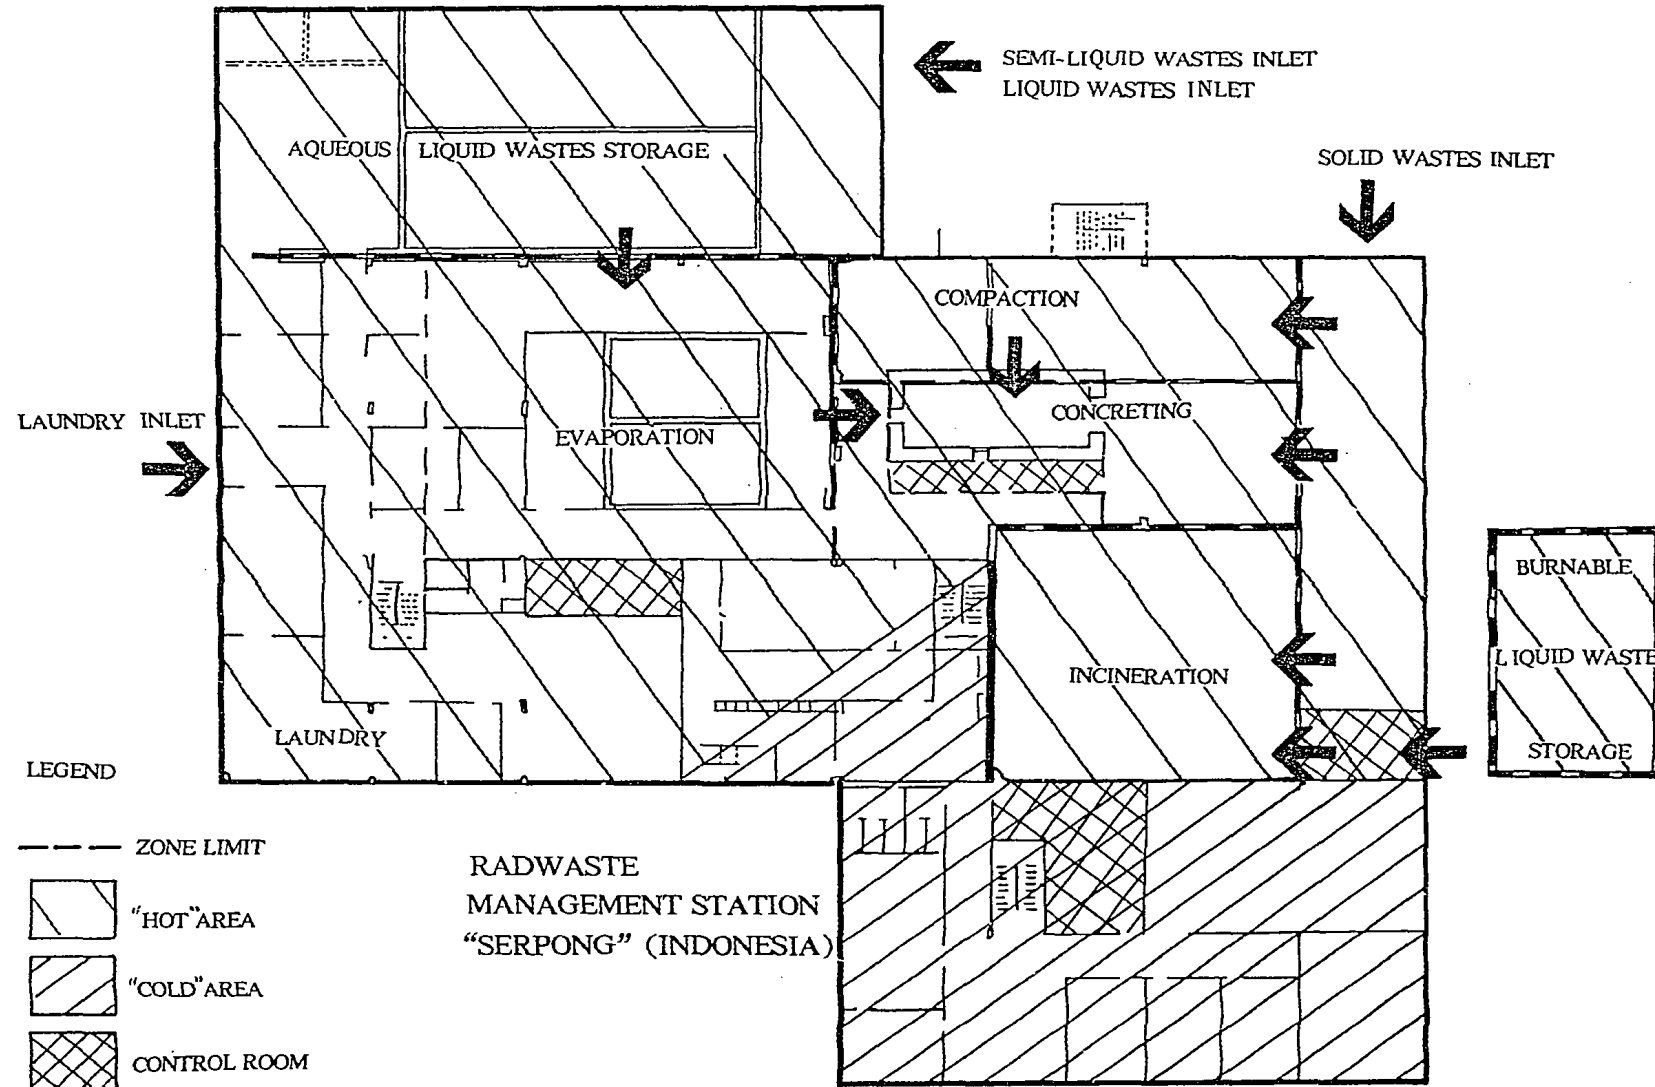 SEMI-LIQUID WASTES INLET
LIQUID WASTES INLET
SOLID WASTES INLET
AQUEOUS LIQUID WASTES STORAGE
COMPACTION
CONCRETING
LAUNDRY INLET
EVAPORATION
BURNABLE
LIQUID WASTE
STORAGE
INCINERATION
LAUNDRY
LEGEND
ZONE LIMIT
"HOT" AREA
"COLD" AREA
CONTROL ROOM
RADWASTE
MANAGEMENT STATION
“SERPONG” (INDONESIA)